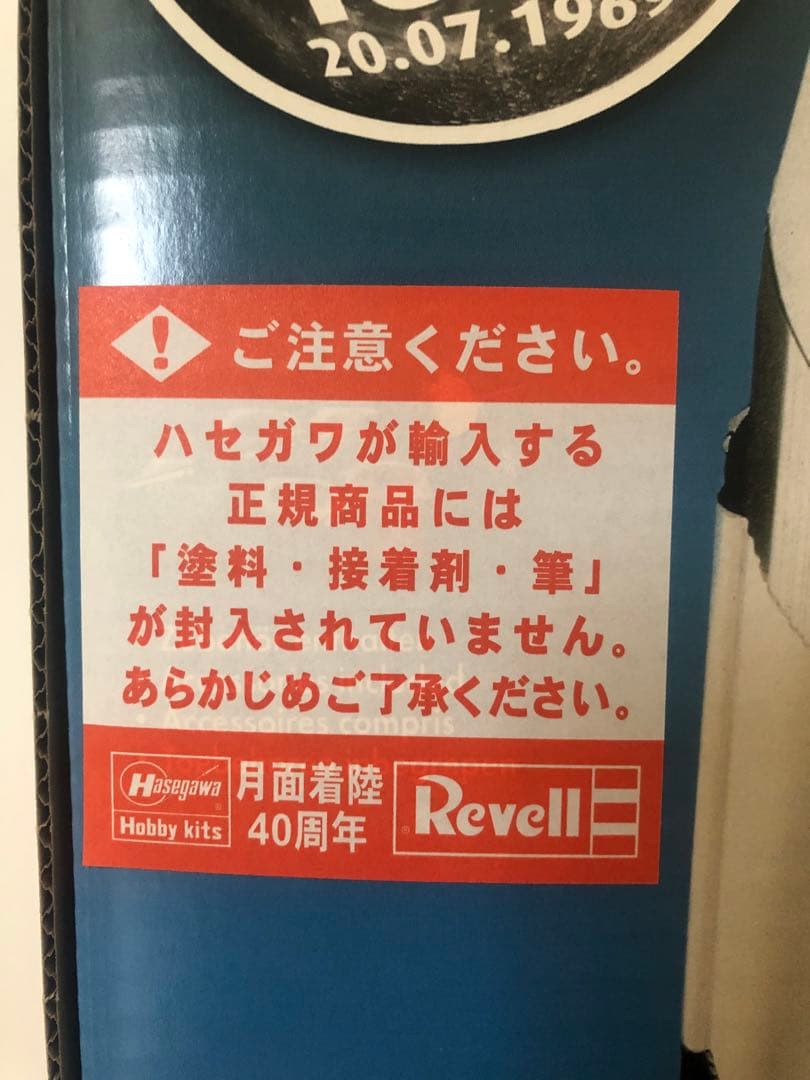 20.07.1969
ご注意ください。
ハセガワが輸入する
正規商品には
「塗料・接着剤・筆」
が封入されていません。
あらかじめご了承ください。
Accessoires compris
Hasegawa
Hobby kits
月面着陸
40周年
Revell